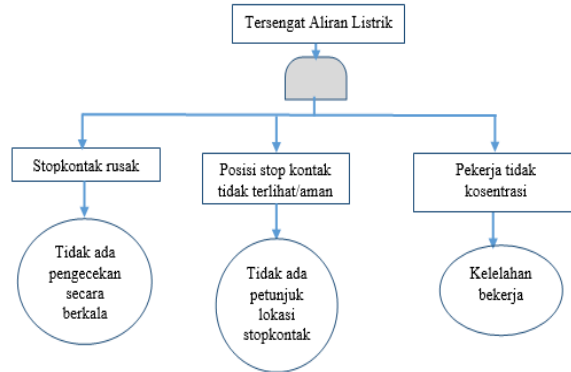 Tersengat Aliran Listrik
Stopkontak rusak
Posisi stop kontak
tidak terlihat/aman
Pekerja tidak
kosentrasi
Tidak ada
pengecekan
secara
berkala
Tidak ada
petunjuk
lokasi
stopkontak
Kelelahan
bekerja